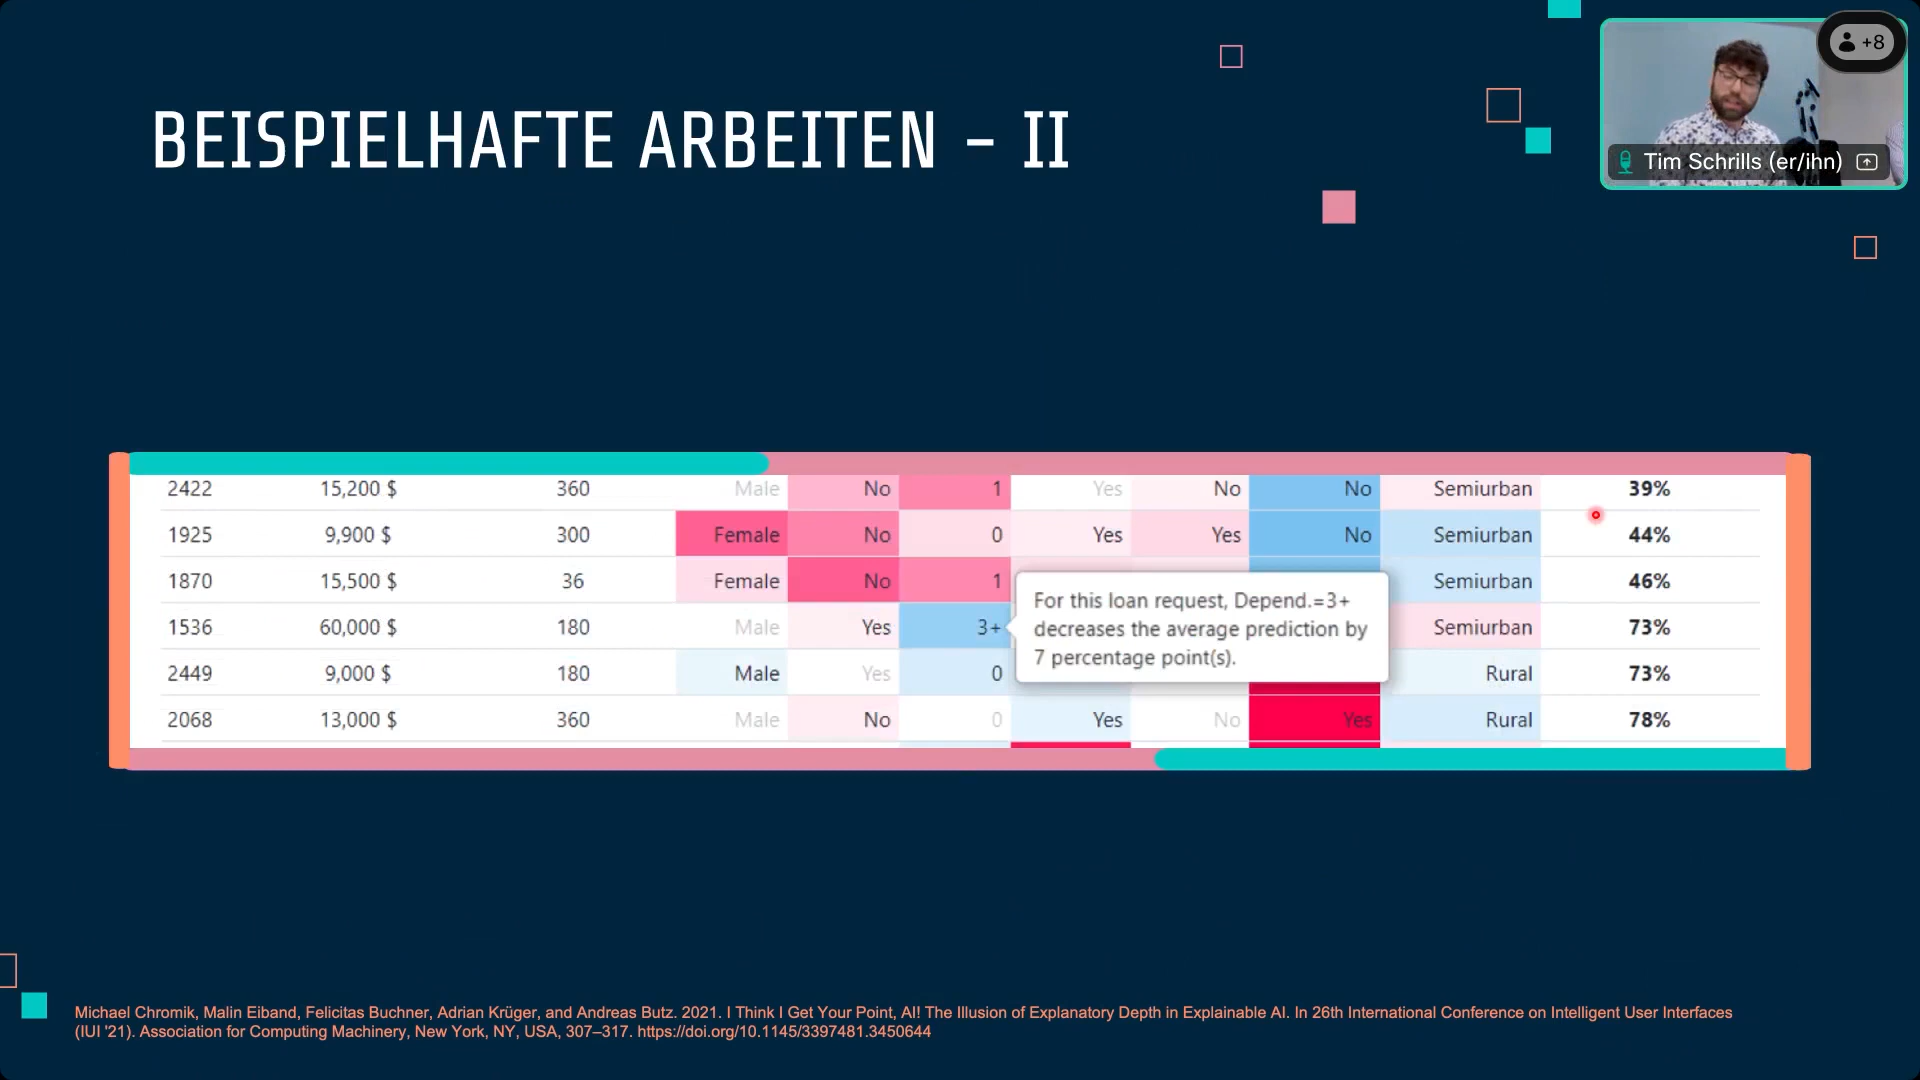 BEISPIELHAFTE ARBEITEN – II
+8
Tim Schrills (er/ihn)
2422 15,200 $ 360 Male No 1 Yes No No Semiurban 39%
1925 9,900 $ 300 Female No 0 Yes Yes No Semiurban 44%
1870 15,500 $ 36 Female No 1 Semiurban 46%
1536 60,000 $ 180 Male Yes 3+ Semiurban 73%
For this loan request, Depend.=3+
decreases the average prediction by
7 percentage point(s).
2449 9,000 $ 180 Male Yes 0 Rural 73%
2068 13,000 $ 360 Male No 0 Yes No Yes Rural 78%
Michael Chromik, Malin Eiband, Felicitas Buchner, Adrian Krüger, and Andreas Butz. 2021. I Think I Get Your Point, AI! The Illusion of Explanatory Depth in Explainable AI. In 26th International Conference on Intelligent User Interfaces
(IUI '21). Association for Computing Machinery, New York, NY, USA, 307–317. https://doi.org/10.1145/3397481.3450644